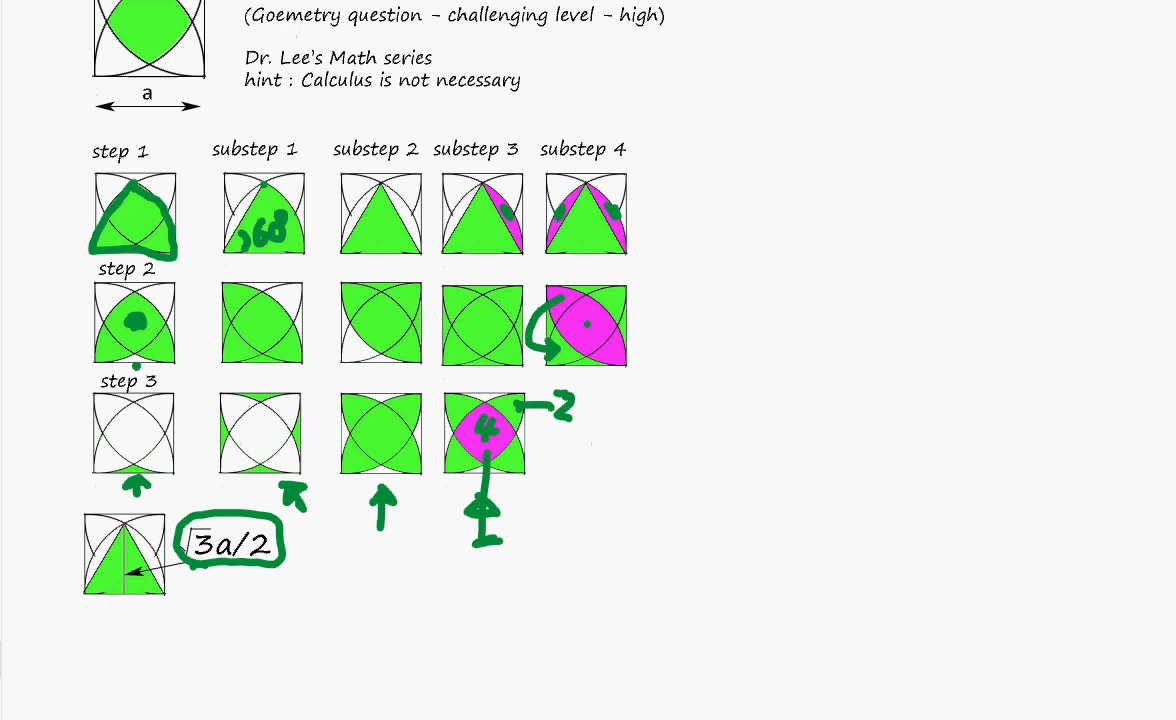 (Goemetry question - challenging level - high)
Dr. Lee's Math series
hint : Calculus is not necessary
a
step 1 substep 1 substep 2 substep 3 substep 4
60°
step 2
step 3
2
4
1
√3a/2